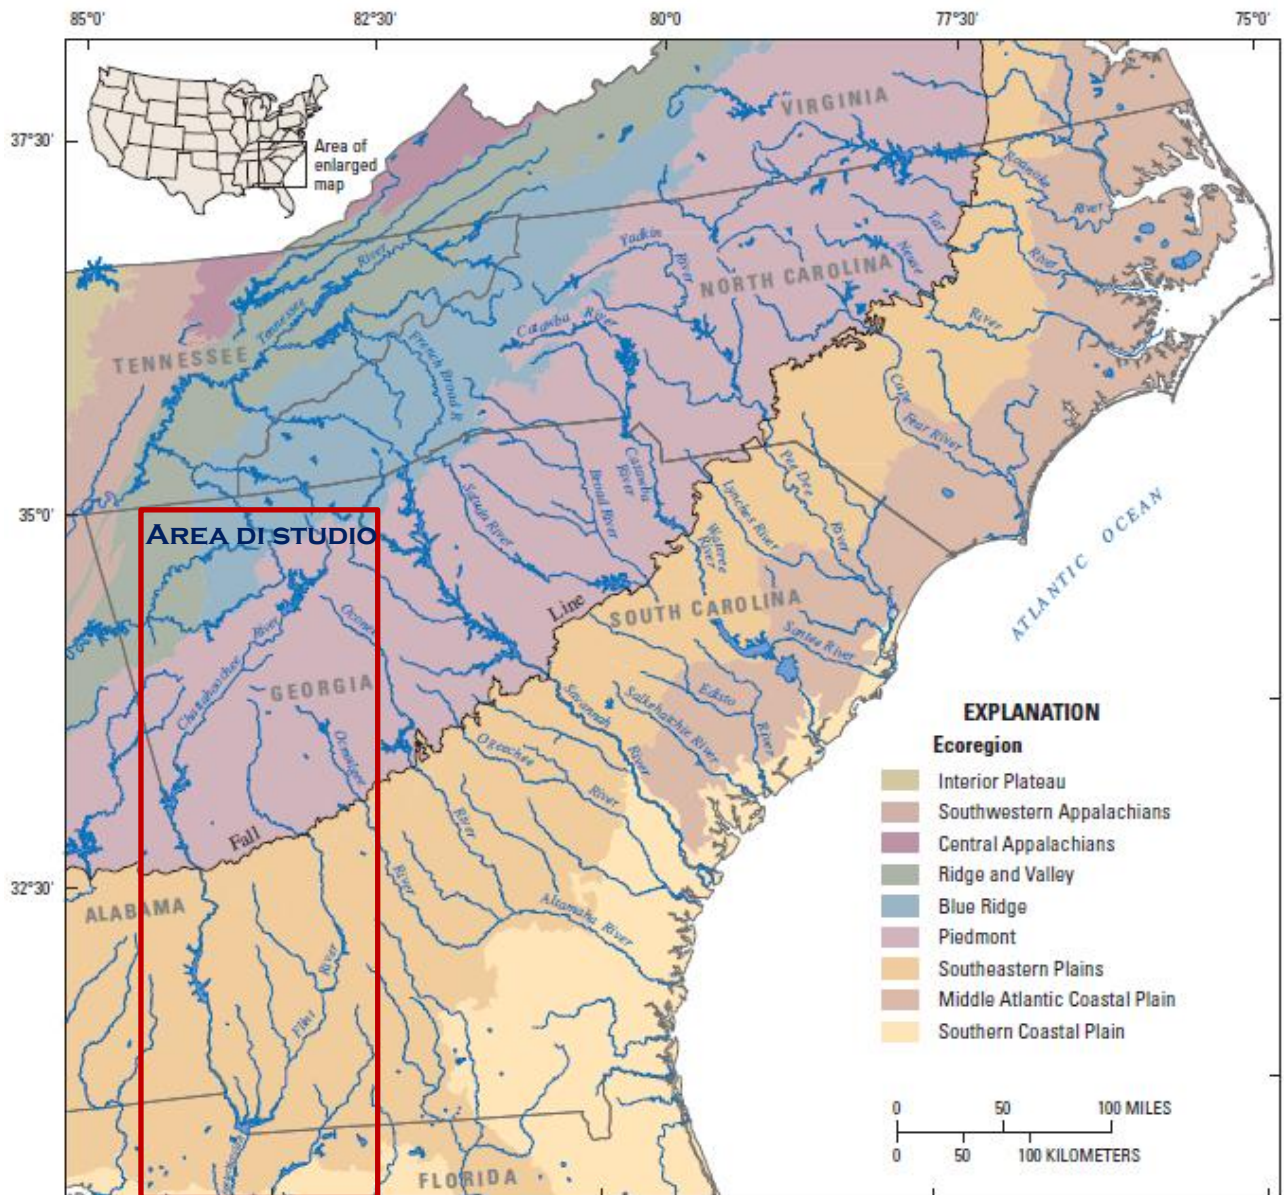 85°0'
82°30'
80°0
77°30'
75°0'
37°30'
35°0'
32°30'
Area of
enlarged
map
VIRGINIA
Roanoke
River
Tar
River
Neuse
River
Yadkin
River
NORTH CAROLINA
River
Tennessee
TENNESSEE
Catawba River
French Broad R
Cape
Fear River
Pee Dee
River
Catawba
River
Broad River
Saluda River
Lynches River
Wateree
River
AREA DI STUDIO
Line
SOUTH CAROLINA
Santee River
ATLANTIC OCEAN
Oconee
River
Chattahoochee
GEORGIA
Edisto
River
Salkehatchie River
Savannah
River
Ocmulgee
Ogeechee
River
River
River
Fall
Altamaha River
ALABAMA
River
Flint
FLORIDA
EXPLANATION
Ecoregion
Interior Plateau
Southwestern Appalachians
Central Appalachians
Ridge and Valley
Blue Ridge
Piedmont
Southeastern Plains
Middle Atlantic Coastal Plain
Southern Coastal Plain
0 50 100 MILES
0 50 100 KILOMETERS